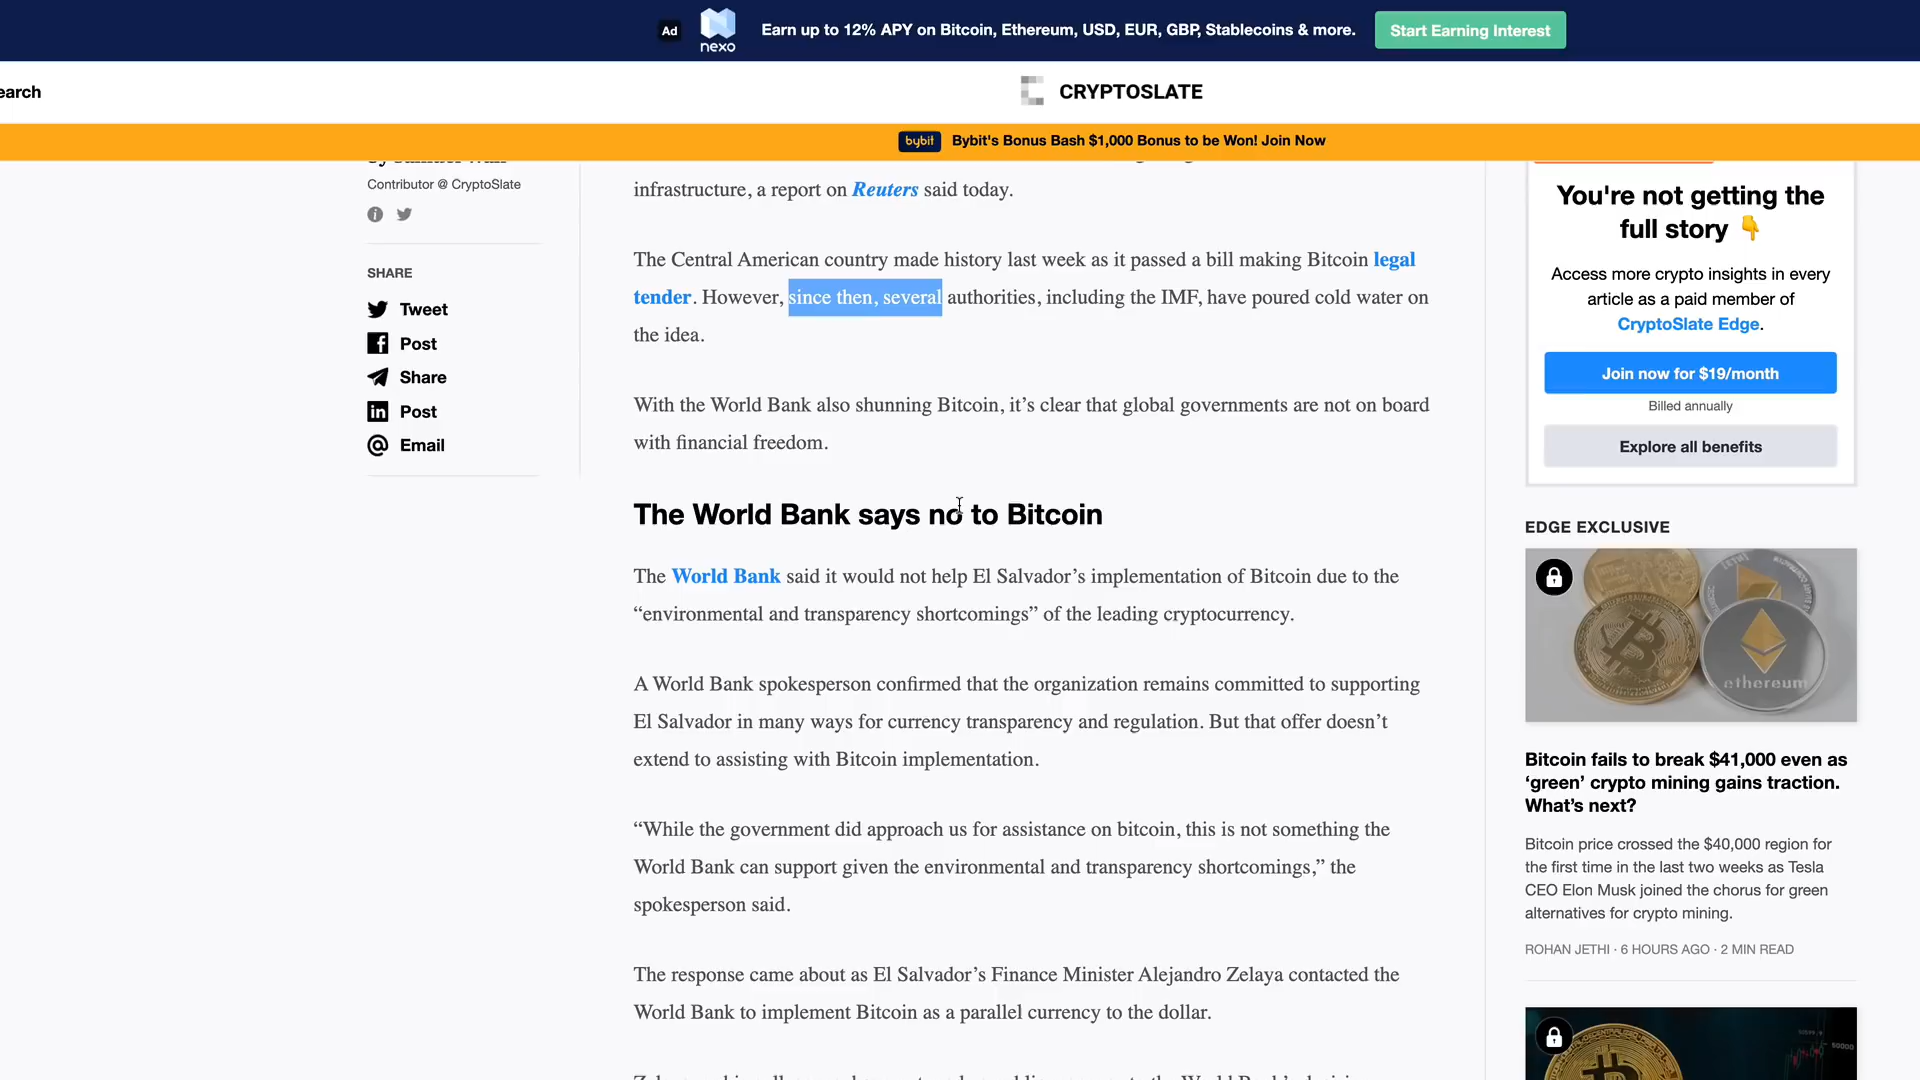 Ad
nexo
Earn up to 12% APY on Bitcoin, Ethereum, USD, EUR, GBP, Stablecoins & more.
Start Earning Interest
earch
CRYPTOSLATE
bybit
Bybit's Bonus Bash $1,000 Bonus to be Won! Join Now
Contributor @ CryptoSlate
SHARE
Tweet
Post
Share
Post
Email
infrastructure, a report on Reuters said today.
The Central American country made history last week as it passed a bill making Bitcoin legal
tender. However, since then, several authorities, including the IMF, have poured cold water on
the idea.
With the World Bank also shunning Bitcoin, it’s clear that global governments are not on board
with financial freedom.
The World Bank says no to Bitcoin
The World Bank said it would not help El Salvador’s implementation of Bitcoin due to the
“environmental and transparency shortcomings” of the leading cryptocurrency.
A World Bank spokesperson confirmed that the organization remains committed to supporting
El Salvador in many ways for currency transparency and regulation. But that offer doesn’t
extend to assisting with Bitcoin implementation.
“While the government did approach us for assistance on bitcoin, this is not something the
World Bank can support given the environmental and transparency shortcomings,” the
spokesperson said.
The response came about as El Salvador’s Finance Minister Alejandro Zelaya contacted the
World Bank to implement Bitcoin as a parallel currency to the dollar.
You're not getting the
full story 👇
Access more crypto insights in every
article as a paid member of
CryptoSlate Edge.
Join now for $19/month
Billed annually
Explore all benefits
EDGE EXCLUSIVE
ethereum
Bitcoin fails to break $41,000 even as
‘green’ crypto mining gains traction.
What’s next?
Bitcoin price crossed the $40,000 region for
the first time in the last two weeks as Tesla
CEO Elon Musk joined the chorus for green
alternatives for crypto mining.
ROHAN JETHI · 6 HOURS AGO · 2 MIN READ